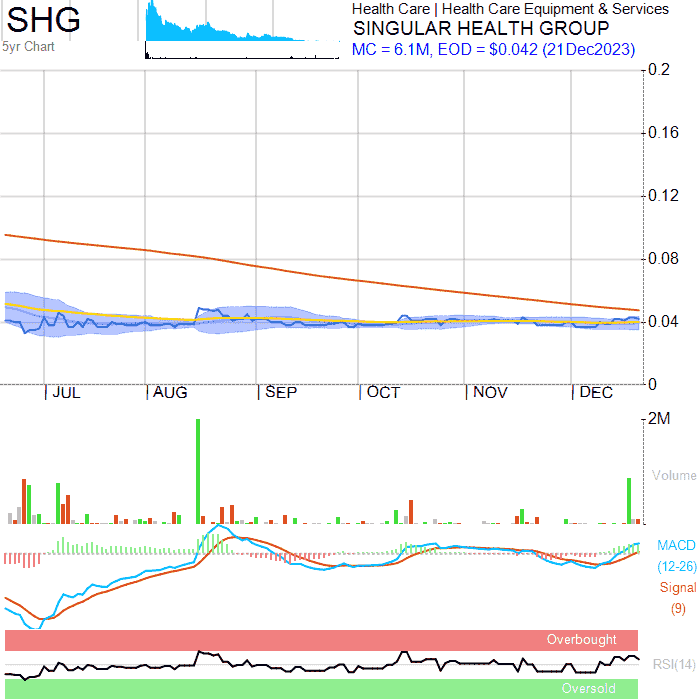 SHG
5yr Chart
Health Care | Health Care Equipment & Services
SINGULAR HEALTH GROUP
MC = 6.1M, EOD = $0.042 (21Dec2023)
0.2
0.16
0.12
0.08
0.04
0
JUL AUG SEP OCT NOV DEC
2M
Volume
MACD
(12-26)
Signal
(9)
Overbought
RSI(14)
Oversold